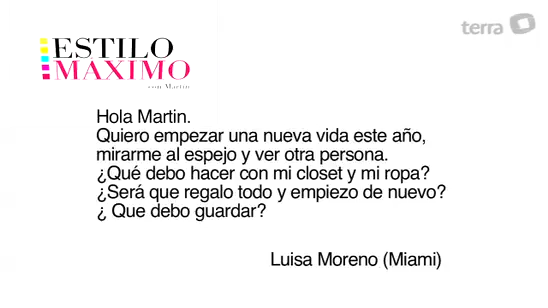 terra
ESTILO
MAXIMO
con Martin
Hola Martin.
Quiero empezar una nueva vida este año,
mirarme al espejo y ver otra persona.
¿Qué debo hacer con mi closet y mi ropa?
¿Será que regalo todo y empiezo de nuevo?
¿ Que debo guardar?
Luisa Moreno (Miami)